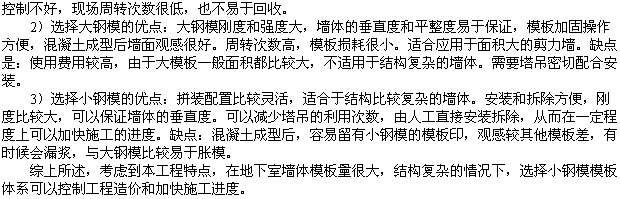 控制不好，现场周转次数很低，也不易于回收。
2）选择大钢模的优点：大钢模刚度和强度大，墙体的垂直度和平整度易于保证，模板加固操作
方便，混凝土成型后墙面观感很好。周转次数高，模板损耗很小。适合应用于面积大的剪力墙。缺点
是：使用费用较高，由于大模板一般面积都比较大，不适用于结构复杂的墙体。需要塔吊密切配合安
装。
3）选择小钢模的优点：拼装配置比较灵活，适合于结构比较复杂的墙体。安装和拆除方便，刚
度比较大，可以保证墙体的垂直度。可以减少塔吊的利用次数，由人工直接安装拆除，从而在一定程
度上可以加快施工的进度。缺点：混凝土成型后，容易留有小钢模的模板印，观感较其他模板差，有
时候会漏浆，与大钢模比较易于胀模。
综上所述，考虑到本工程特点，在地下室墙体模板量很大，结构复杂的情况下，选择小钢模模板
体系可以控制工程造价和加快施工进度。